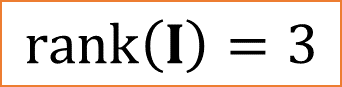 rank(𝐈) = 3